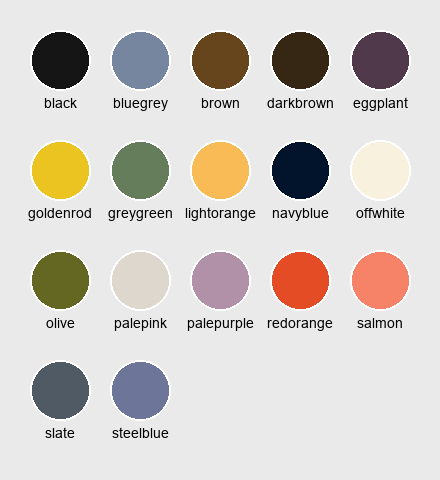 black bluegrey brown darkbrown eggplant
goldenrod greygreen lightorange navyblue offwhite
olive palepink palepurple redorange salmon
slate steelblue